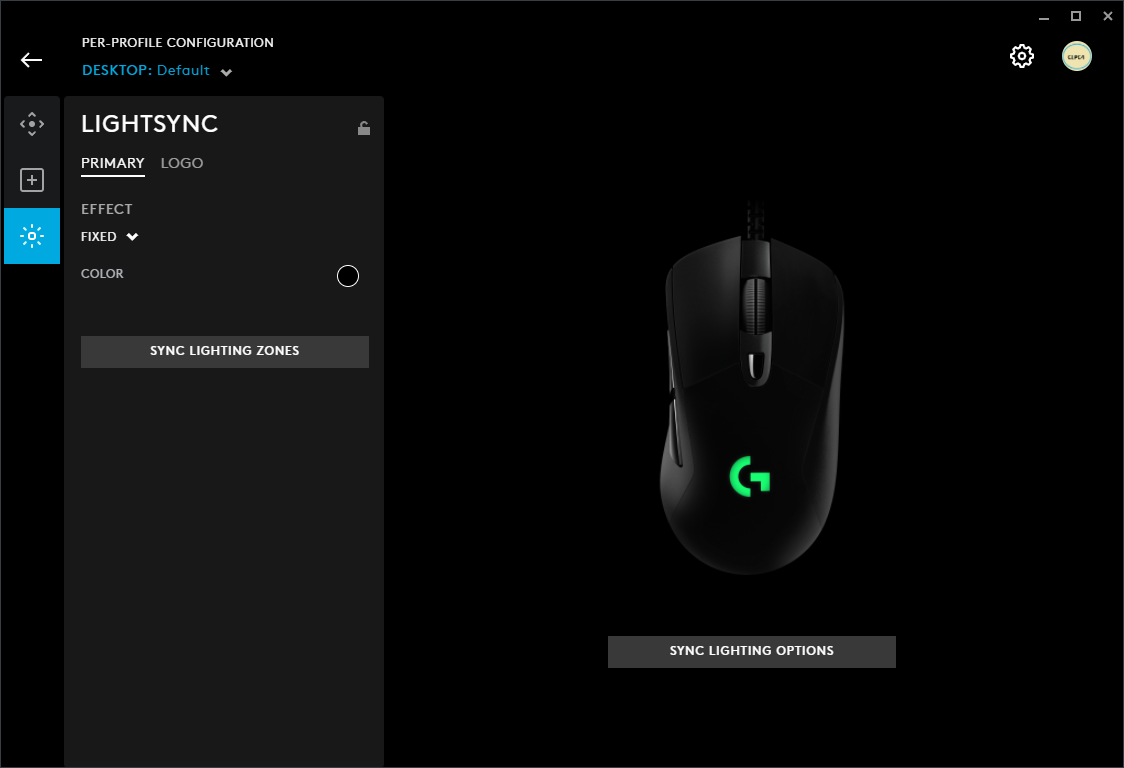 PER-PROFILE CONFIGURATION
DESKTOP: Default
LIGHTSYNC
PRIMARY LOGO
EFFECT
FIXED
COLOR
SYNC LIGHTING ZONES
SYNC LIGHTING OPTIONS